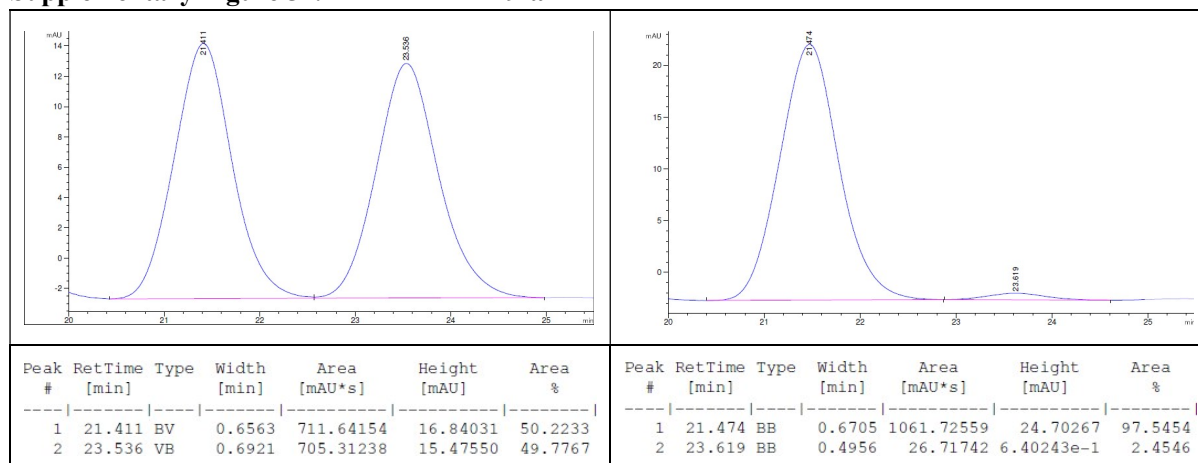 mAU
14
12
10
8
6
4
2
0
-2
21.411
23.536
20 21 22 23 24 25 min
mAU
20
15
10
5
0
21.474
23.619
20 21 22 23 24 25
Peak RetTime Type Width Area Height Area
# [min] [min] [mAU*s] [mAU] %
----|-------|----|-------|----------|----------|--------|
1 21.411 BV 0.6563 711.64154 16.84031 50.2233
2 23.536 VB 0.6921 705.31238 15.47550 49.7767
Peak RetTime Type Width Area Height Area
# [min] [min] [mAU*s] [mAU] %
----|-------|----|-------|----------|----------|--------|
1 21.474 BB 0.6705 1061.72559 24.70267 97.5454
2 23.619 BB 0.4956 26.71742 6.40243e-1 2.4546